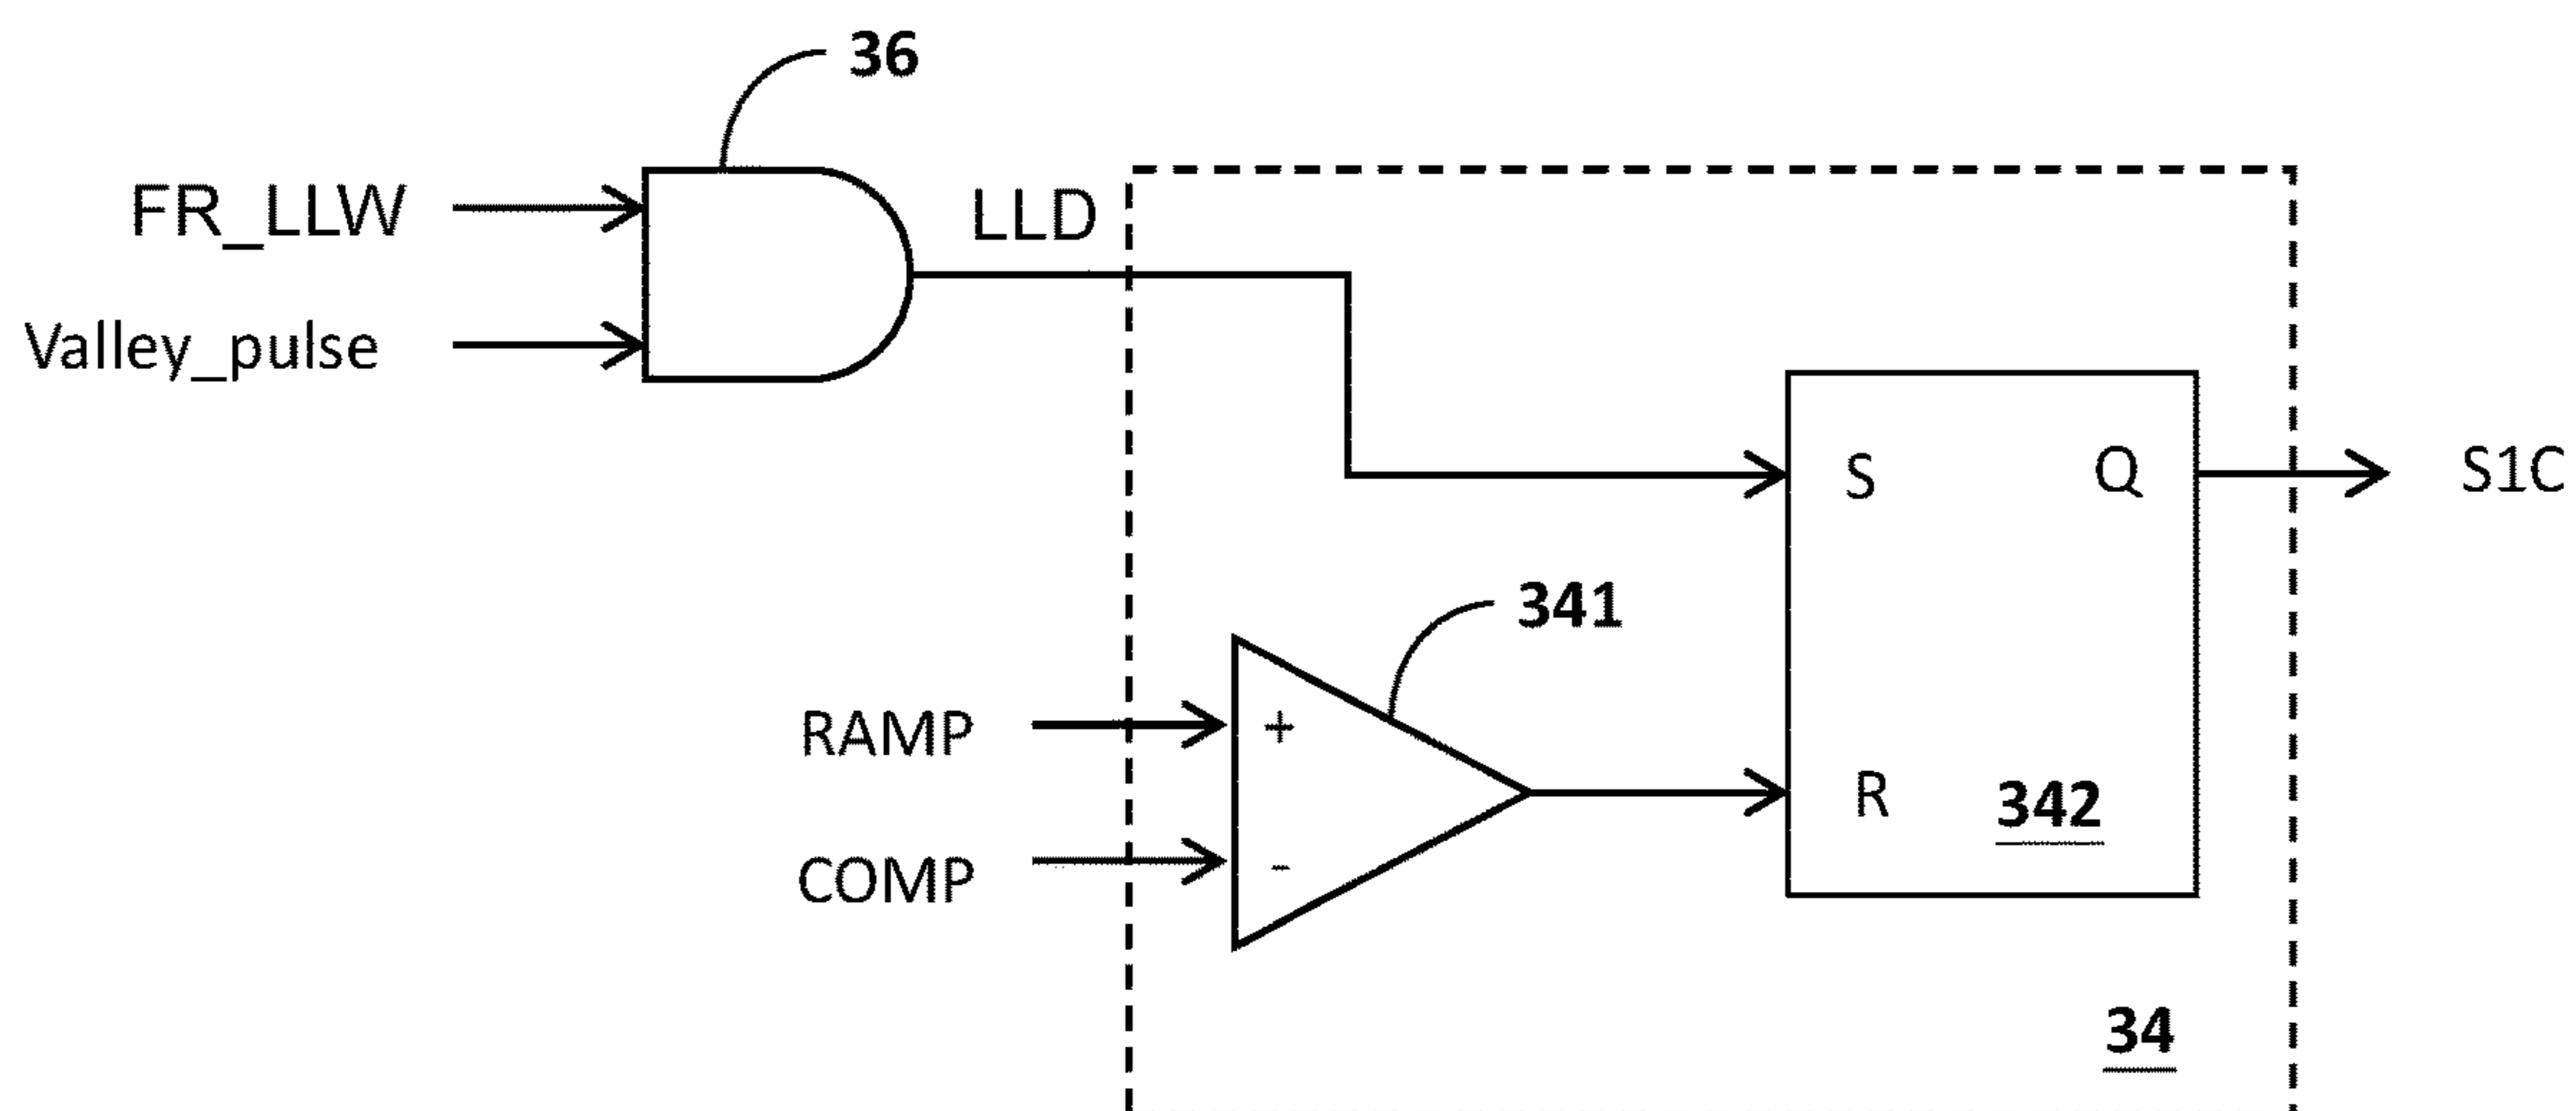 36
FR_LLW
LLD
Valley_pulse
S
Q
S1C
341
RAMP
+
R
342
COMP
-
34